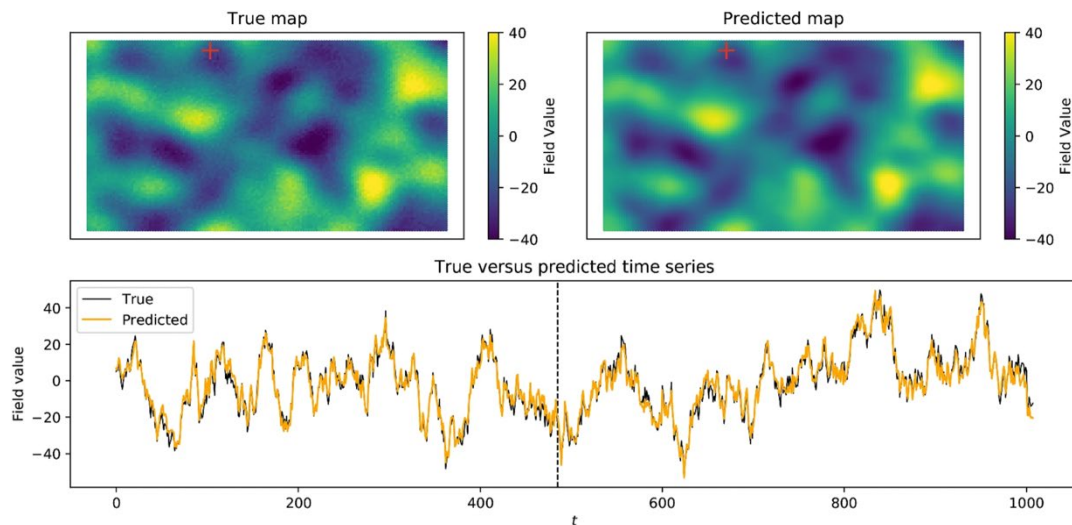 True map
Predicted map
40
20
0
−20
−40
Field Value
40
20
0
−20
−40
Field Value
True versus predicted time series
True
Predicted
40
20
0
−20
−40
Field value
0
200
400
600
800
1000
t